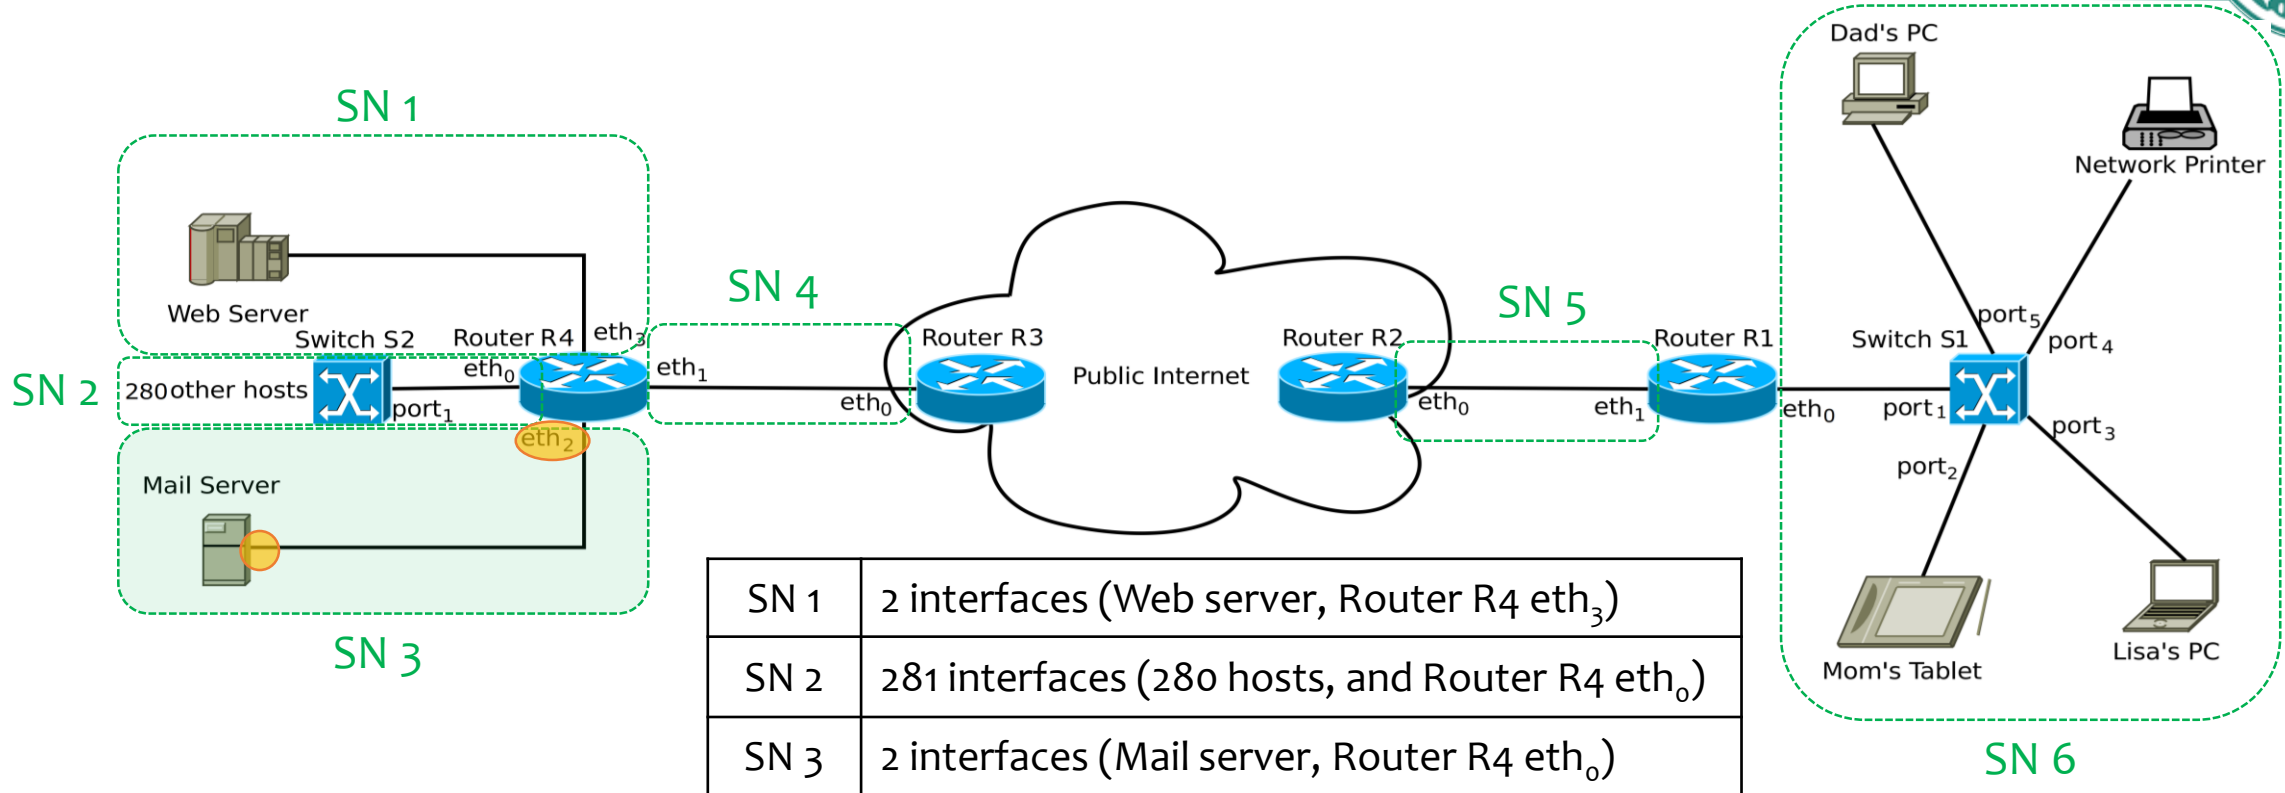 Dad's PC
Network Printer
SN 1
SN 4
SN 5
Web Server
Switch S2
Router R4
eth₃
Router R3
Public Internet
Router R2
Router R1
Switch S1
port₅
port₄
SN 2
280 other hosts
port₁
eth₀
eth₁
eth₀
eth₀
eth₁
eth₀
port₁
port₃
port₂
eth₂
Mail Server
SN 3
Mom's Tablet
Lisa's PC
SN 6
SN 1 2 interfaces (Web server, Router R4 eth₃)
SN 2 281 interfaces (280 hosts, and Router R4 eth₀)
SN 3 2 interfaces (Mail server, Router R4 eth₀)